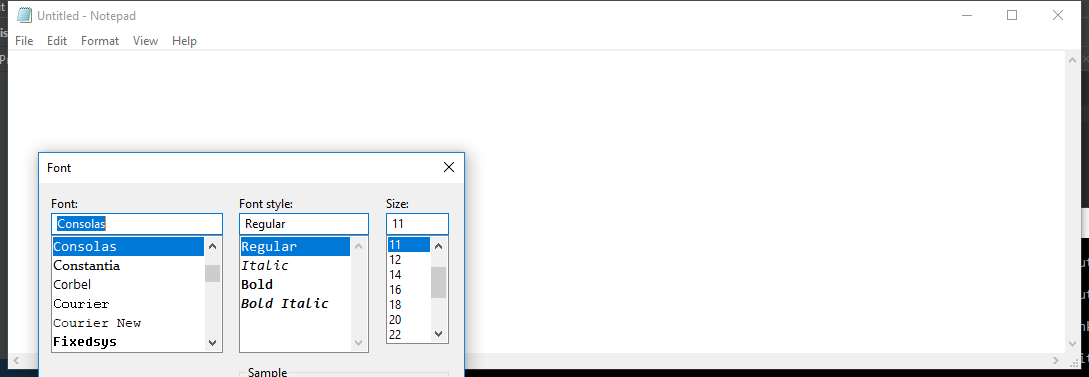 Untitled - Notepad
File Edit Format View Help
Font
Font: Font style: Size:
Consolas Regular 11
Consolas Regular 11
Constantia Italic 12
Corbel Bold 14
Courier Bold Italic 16
Courier New 18
Fixedsys 20
22
Sample